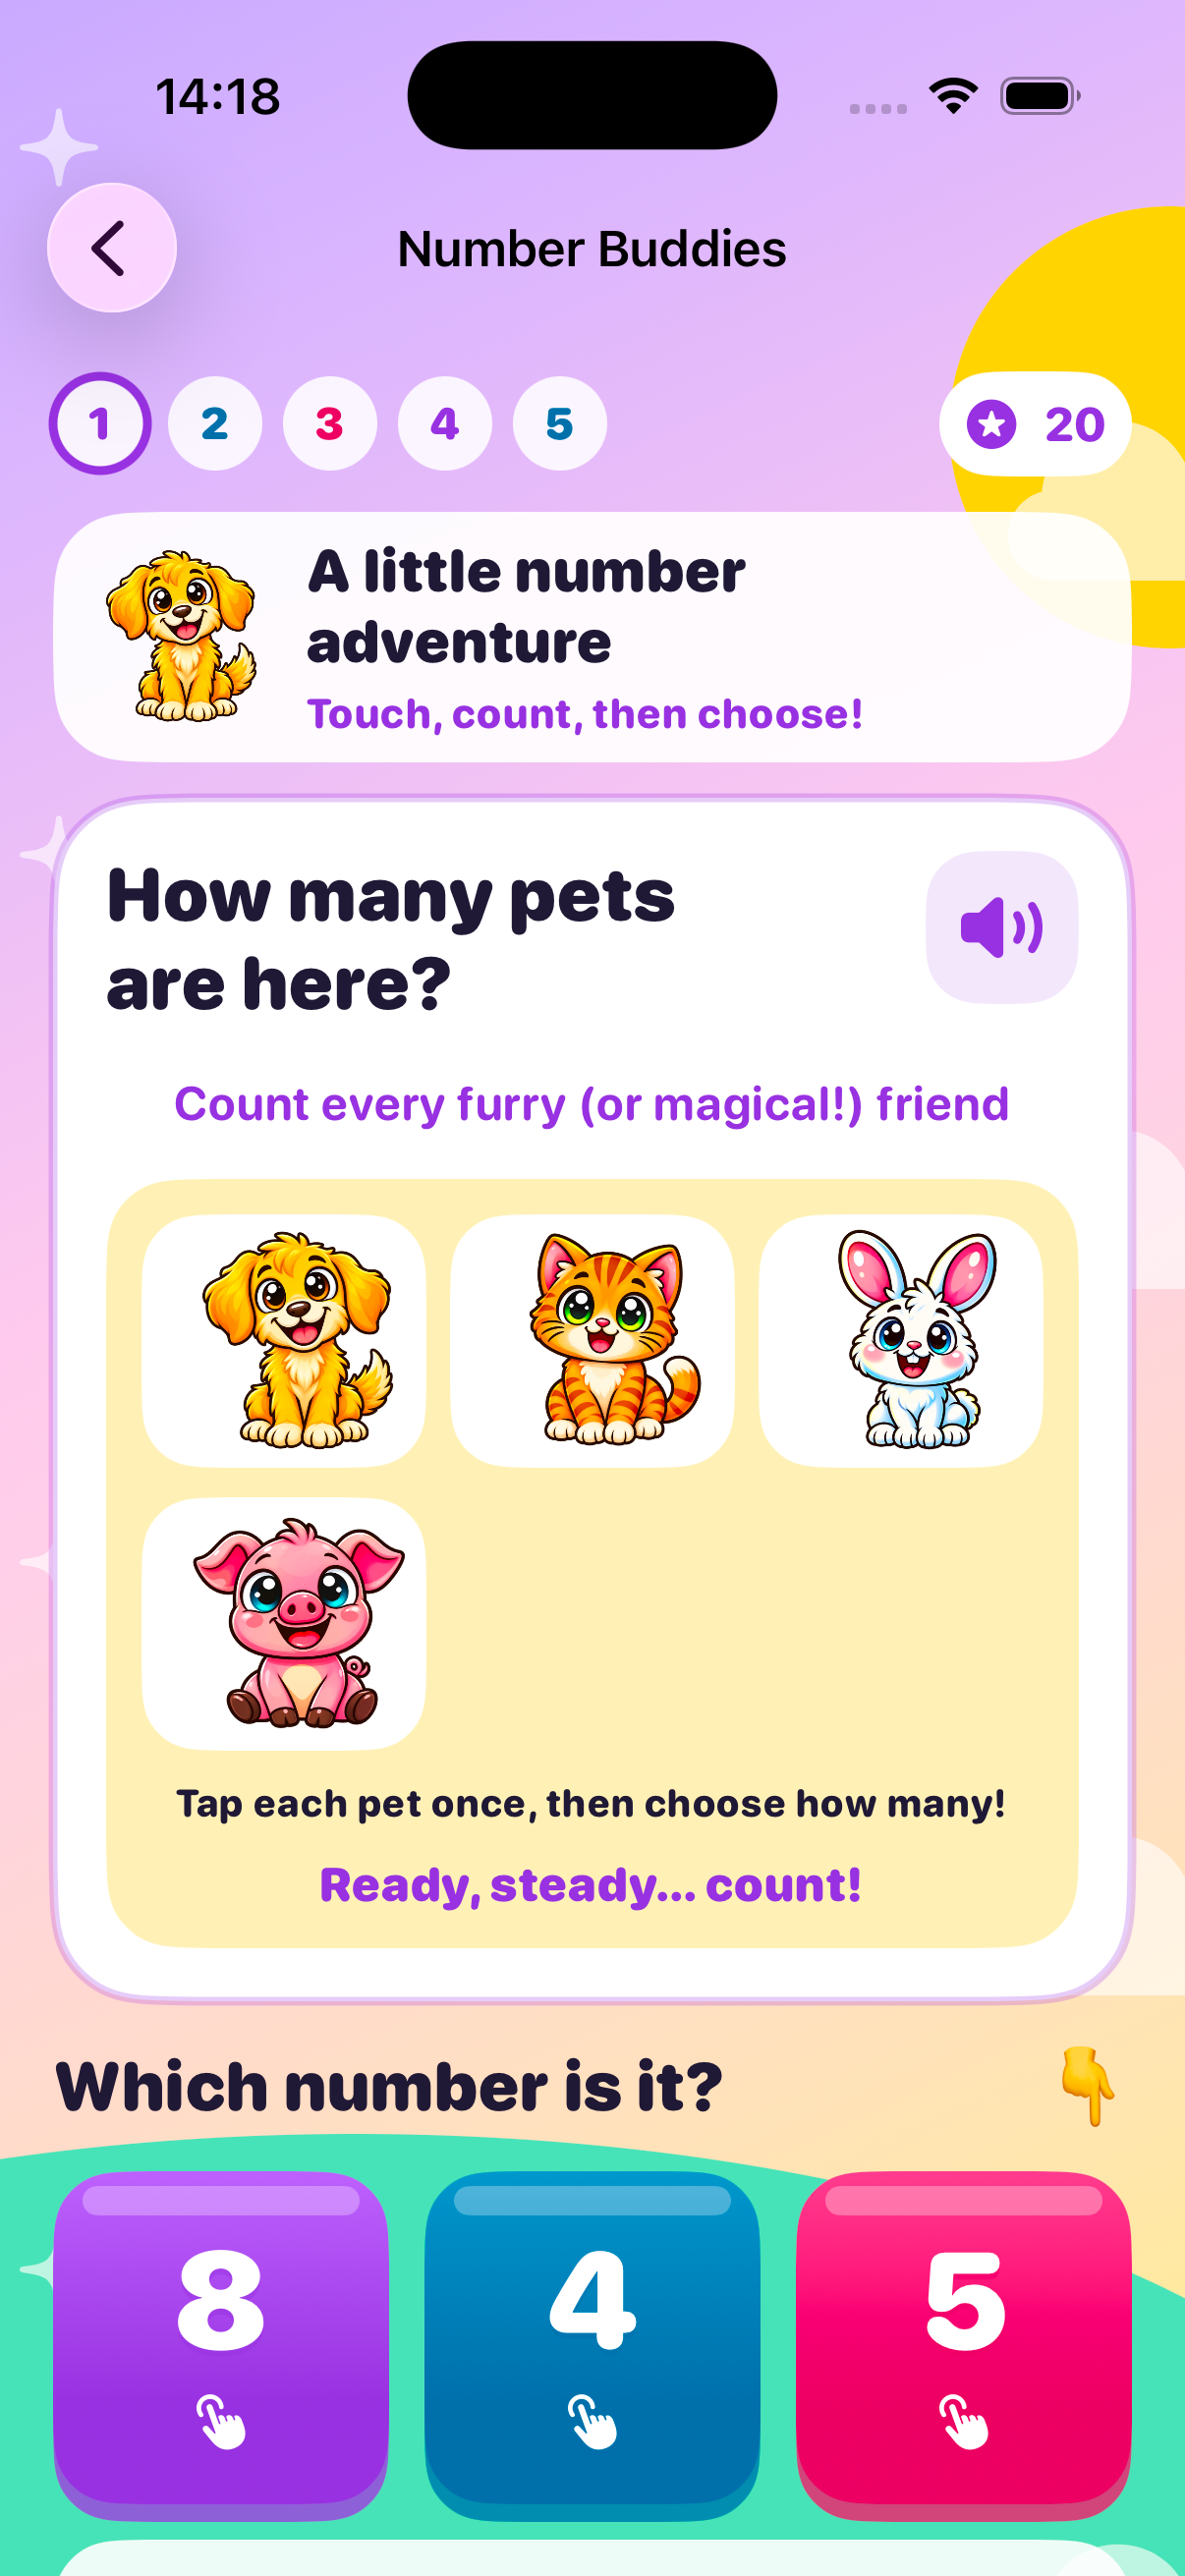 14:18
Number Buddies
1 2 3 4 5 20
A little number
adventure
Touch, count, then choose!
How many pets
are here?
Count every furry (or magical!) friend
Tap each pet once, then choose how many!
Ready, steady... count!
Which number is it?
8 4 5